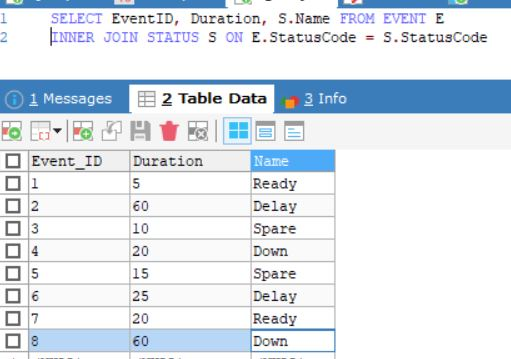 1 SELECT EventID, Duration, S.Name FROM EVENT E
2 INNER JOIN STATUS S ON E.StatusCode = S.StatusCode
1 Messages 2 Table Data 3 Info
Event_ID Duration Name
1 5 Ready
2 60 Delay
3 10 Spare
4 20 Down
5 15 Spare
6 25 Delay
7 20 Ready
8 60 Down